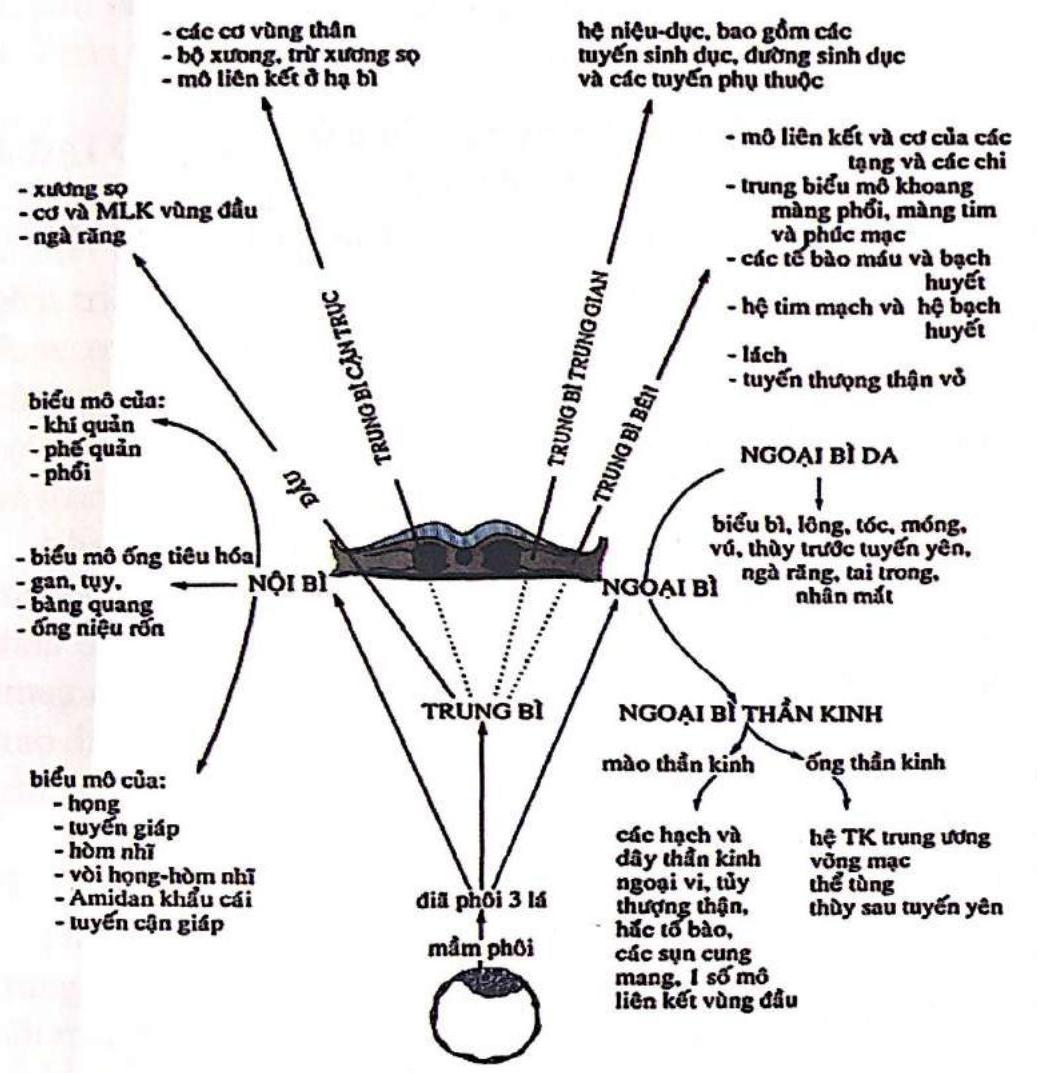 - các cơ vùng thân
- bộ xương, trừ xương sọ
- mô liên kết ở hạ bì
hệ niệu-dục, bao gồm các
tuyến sinh dục, đường sinh dục
và các tuyến phụ thuộc
- mô liên kết và cơ của các
tạng và các chi
- trung biểu mô khoang
màng phổi, màng tim
và phúc mạc
- các tế bào máu và bạch
huyết
- hệ tim mạch và hệ bạch
huyết
- lách
- tuyến thượng thận vỏ
- xương sọ
- cơ và MLK vùng đầu
- ngà răng
TRUNG BÌ CẬN TRỤC
TRUNG BÌ TRUNG GIAN
TRUNG BÌ BÊN
ĐẦU
biểu mô của:
- khí quản
- phế quản
- phổi
NGOẠI BÌ DA
biểu bì, lông, tóc, móng,
vú, thùy trước tuyến yên,
ngà răng, tai trong,
nhân mắt
- biểu mô ống tiêu hóa
- gan, tụy,
- bàng quang
- ống niệu rốn
NỘI BÌ
NGOẠI BÌ
TRUNG BÌ
NGOẠI BÌ THẦN KINH
mào thần kinh
ống thần kinh
biểu mô của:
- họng
- tuyến giáp
- hòm nhĩ
- vòi họng-hòm nhĩ
- Amidan khẩu cái
- tuyến cận giáp
các hạch và
dây thần kinh
ngoại vi, tủy
thượng thận,
hắc tố bào,
các sụn cung
mang, 1 số mô
liên kết vùng đầu
hệ TK trung ương
võng mạc
thể tùng
thùy sau tuyến yên
điã phôi 3 lá
mầm phôi